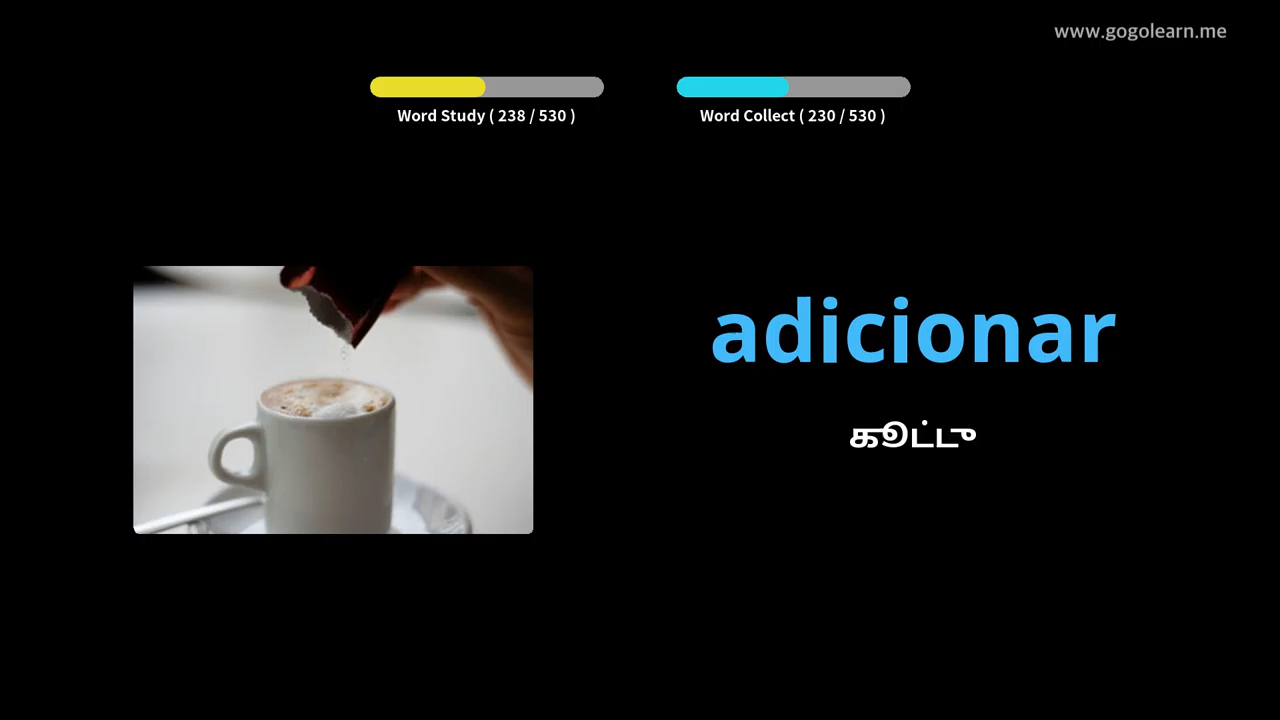 www.gogolearn.me
Word Study ( 238 / 530 )
Word Collect ( 230 / 530 )
adicionar
கூட்டு